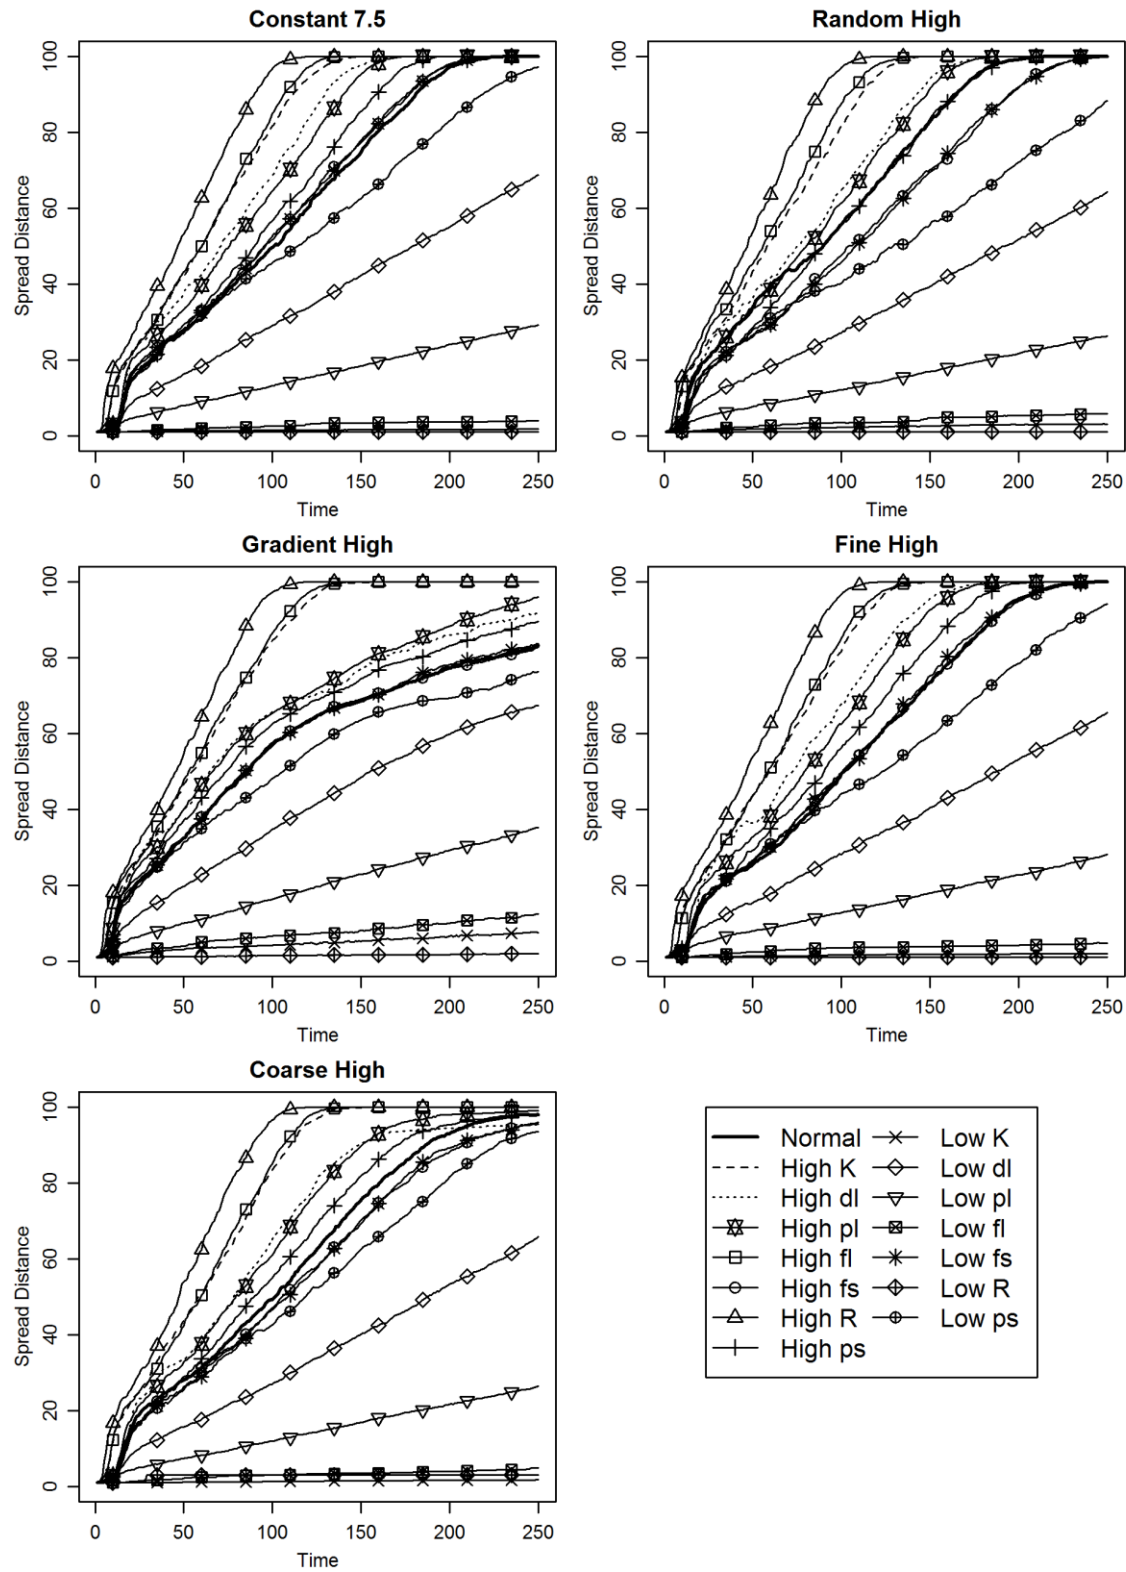 Constant 7.5
Spread Distance
0 20 40 60 80 100
0 50 100 150 200 250
Time
Random High
Spread Distance
0 20 40 60 80 100
0 50 100 150 200 250
Time
Gradient High
Spread Distance
0 20 40 60 80 100
0 50 100 150 200 250
Time
Fine High
Spread Distance
0 20 40 60 80 100
0 50 100 150 200 250
Time
Coarse High
Spread Distance
0 20 40 60 80 100
0 50 100 150 200 250
Time
Normal
High K
High dl
High pl
High fl
High fs
High R
High ps
Low K
Low dl
Low pl
Low fl
Low fs
Low R
Low ps